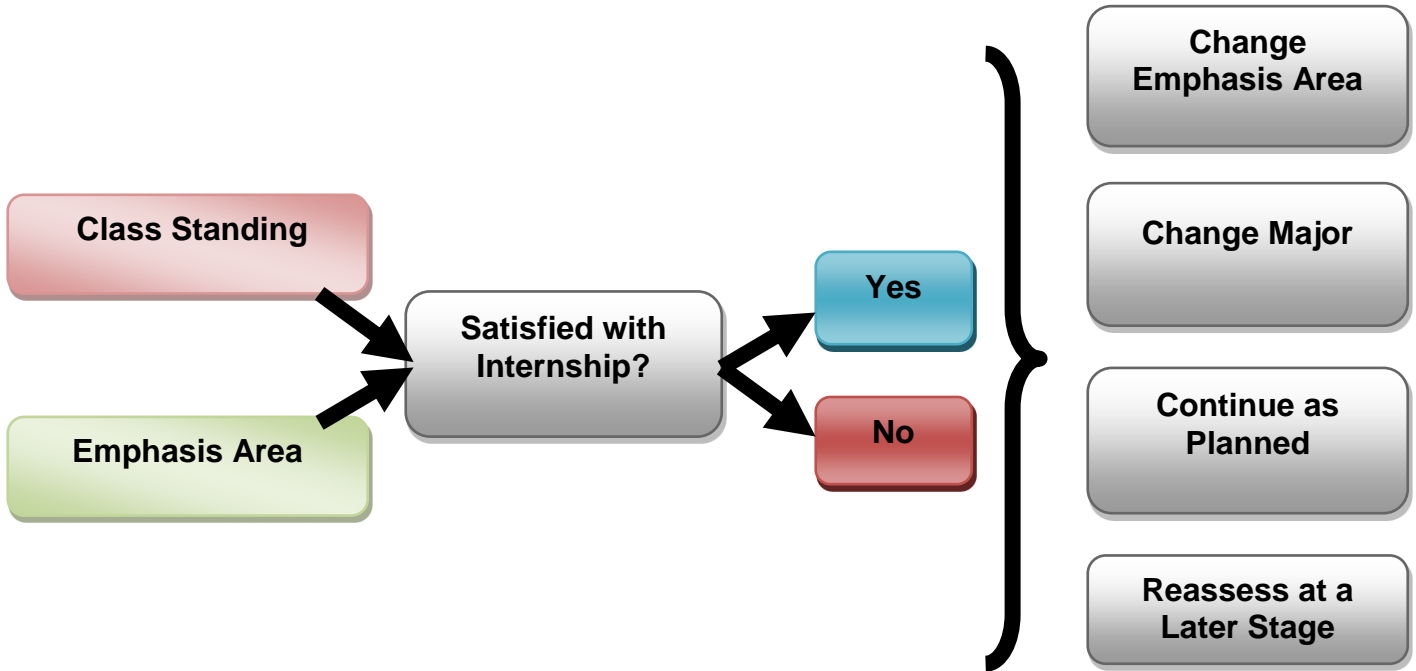 Class Standing
Emphasis Area
Satisfied with
Internship?
Yes
No
Change
Emphasis Area
Change Major
Continue as
Planned
Reassess at a
Later Stage